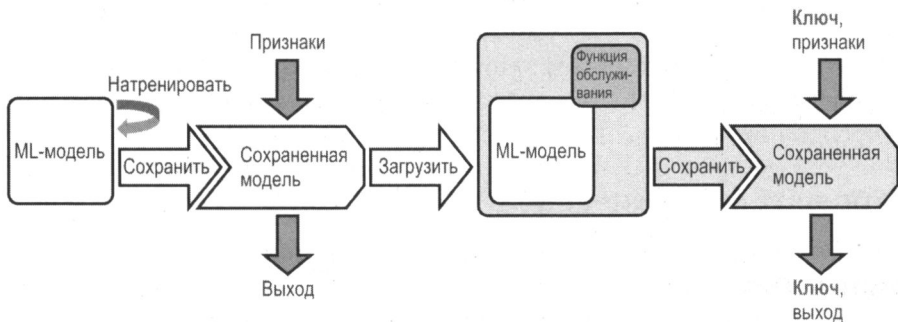 Натренировать
ML-модель
Сохранить
Признаки
Сохраненная
модель
Выход
Загрузить
Функция
обслужи-
вания
ML-модель
Сохранить
Ключ,
признаки
Сохраненная
модель
Ключ,
выход